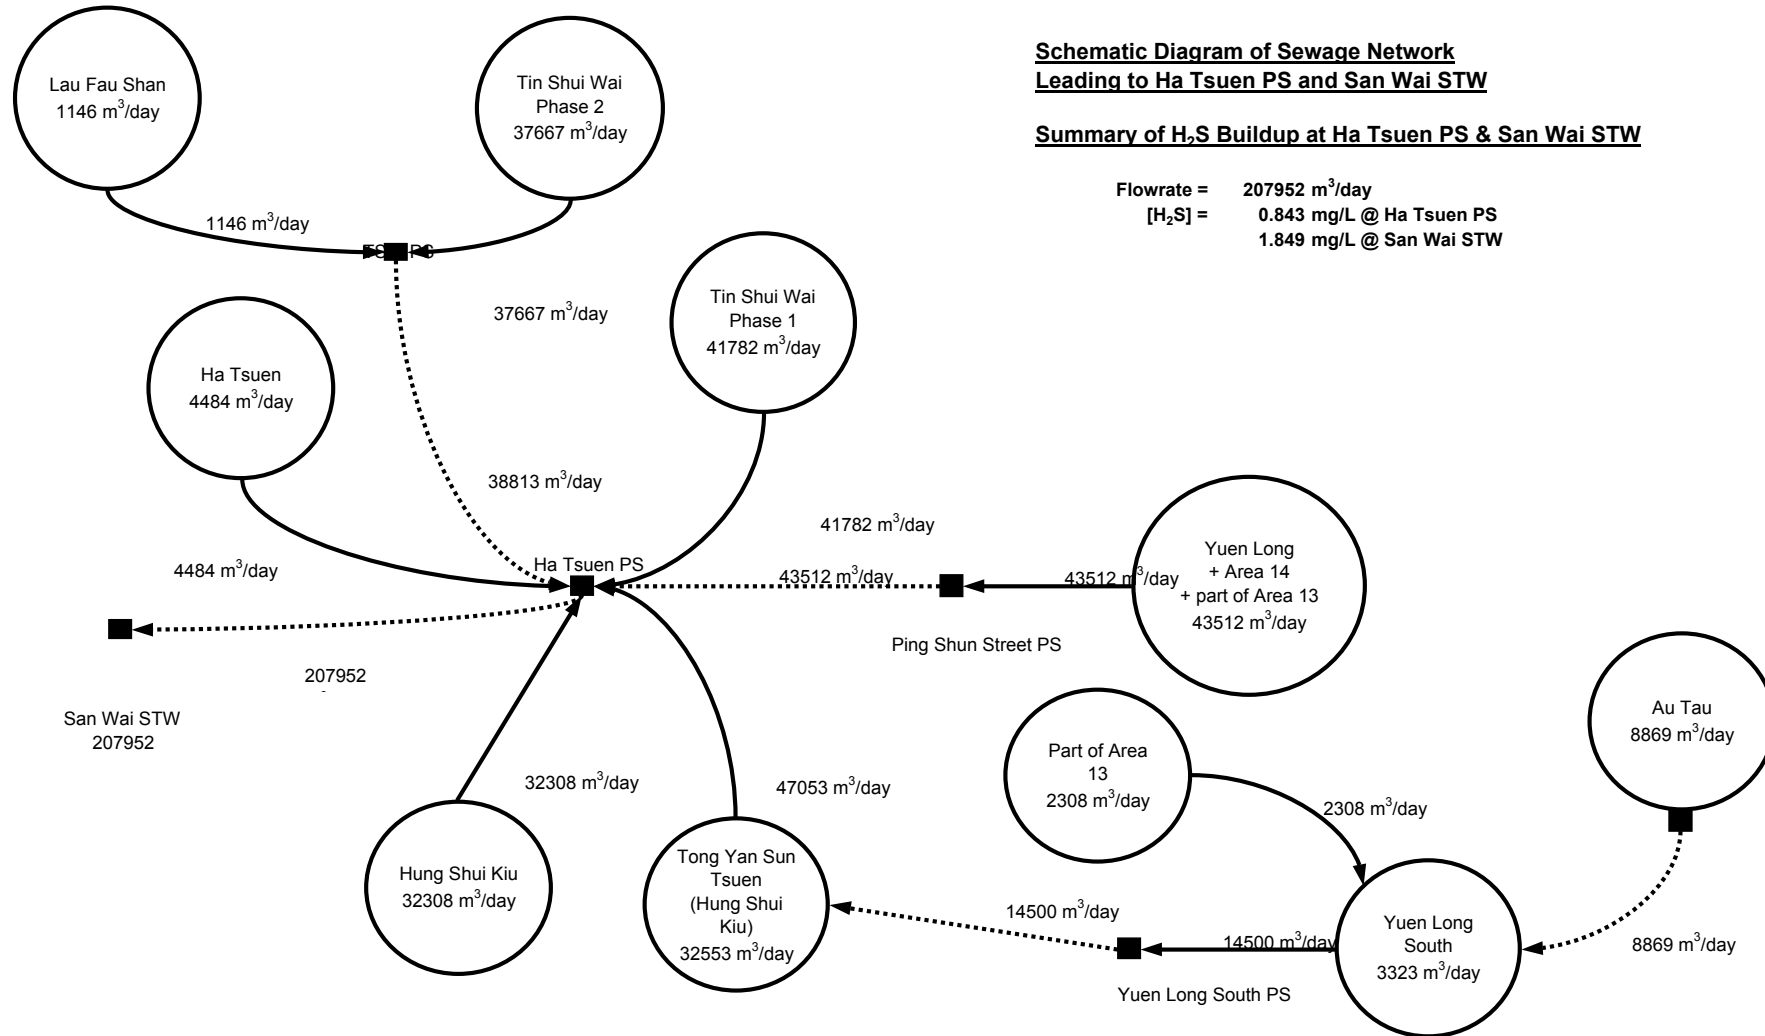 Schematic Diagram of Sewage Network
Leading to Ha Tsuen PS and San Wai STW
Summary of H₂S Buildup at Ha Tsuen PS & San Wai STW
Flowrate = 207952 m³/day
[H₂S] = 0.843 mg/L @ Ha Tsuen PS
1.849 mg/L @ San Wai STW
Lau Fau Shan
1146 m³/day
Tin Shui Wai
Phase 2
37667 m³/day
1146 m³/day
PS
37667 m³/day
Tin Shui Wai
Phase 1
41782 m³/day
Ha Tsuen
4484 m³/day
38813 m³/day
41782 m³/day
4484 m³/day
Ha Tsuen PS
43512 m³/day
43512 m³/day
Yuen Long
+ Area 14
+ part of Area 13
43512 m³/day
Ping Shun Street PS
207952
San Wai STW
207952
Au Tau
8869 m³/day
Part of Area
13
2308 m³/day
32308 m³/day
47053 m³/day
2308 m³/day
Hung Shui Kiu
32308 m³/day
Tong Yan Sun
Tsuen
(Hung Shui
Kiu)
32553 m³/day
14500 m³/day
14500 m³/day
Yuen Long
South
3323 m³/day
8869 m³/day
Yuen Long South PS